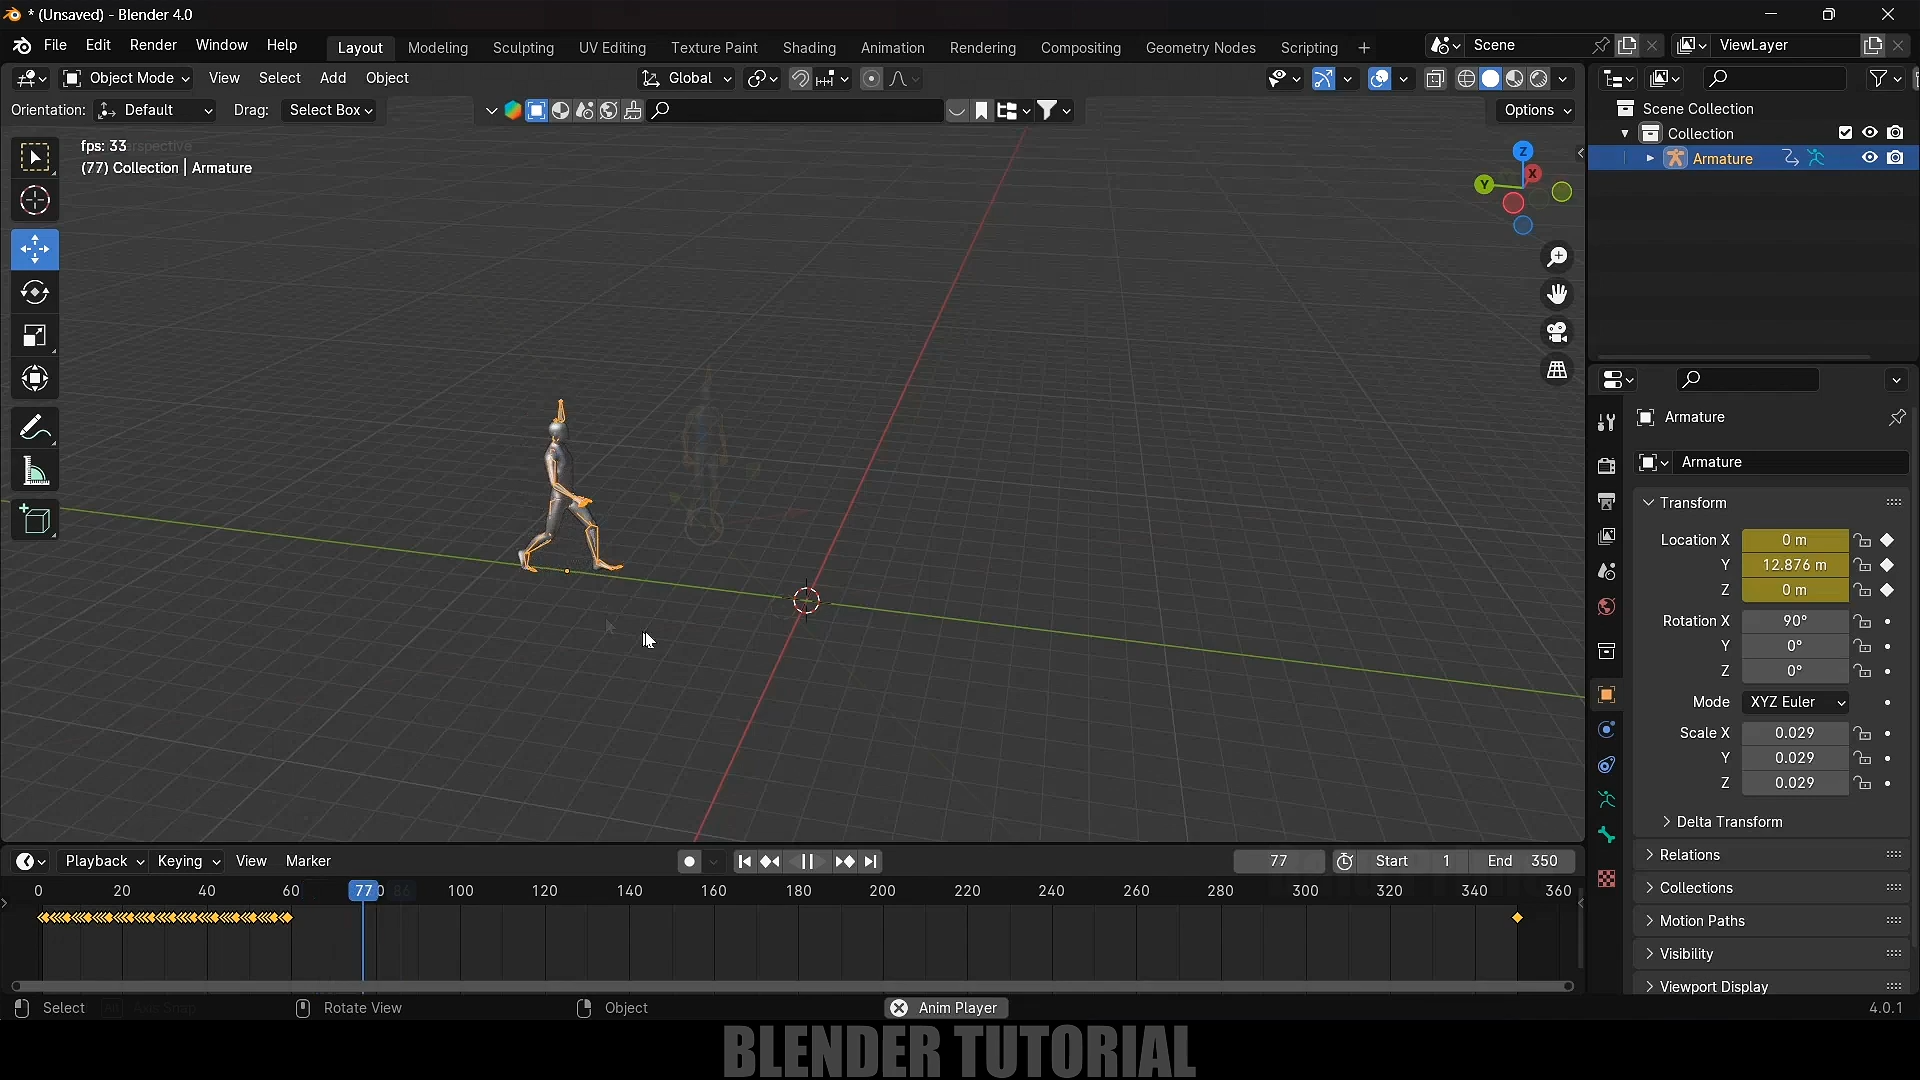 * (Unsaved) - Blender 4.0
File Edit Render Window Help
Layout Modeling Sculpting UV Editing Texture Paint Shading Animation Rendering Compositing Geometry Nodes Scripting +
Scene
ViewLayer
Object Mode View Select Add Object
Global
Orientation: Default Drag: Select Box
Options
fps: 33
(77) Collection | Armature
Z
X
Y
Scene Collection
Collection
Armature
Armature
Armature
Transform
Location X 0 m
Y 12.876 m
Z 0 m
Rotation X 90°
Y 0°
Z 0°
Mode XYZ Euler
Scale X 0.029
Y 0.029
Z 0.029
Delta Transform
Relations
Collections
Motion Paths
Visibility
Viewport Display
Playback Keying View Marker
77 Start 1 End 350
0 20 40 60 77 100 120 140 160 180 200 220 240 260 280 300 320 340 360
Select Rotate View Object Anim Player 4.0.1
BLENDER TUTORIAL